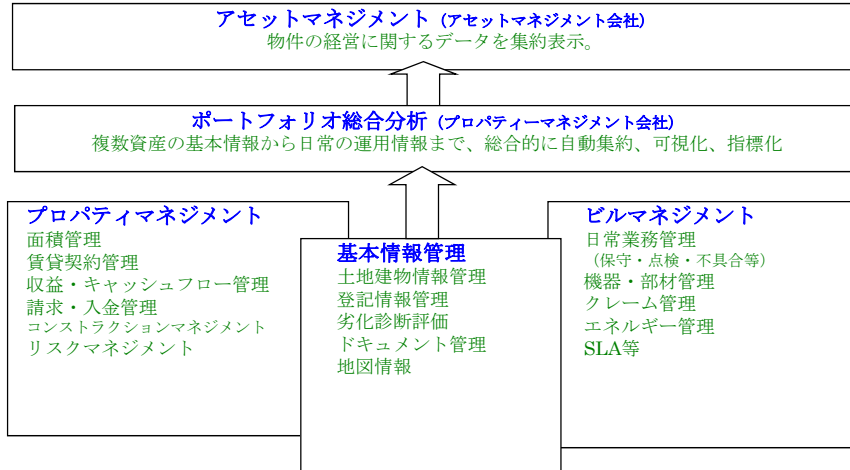 アセットマネジメント（アセットマネジメント会社）
物件の経営に関するデータを集約表示。
ポートフォリオ総合分析（プロパティーマネジメント会社）
複数資産の基本情報から日常の運用情報まで、総合的に自動集約、可視化、指標化
プロパティマネジメント
面積管理
賃貸契約管理
収益・キャッシュフロー管理
請求・入金管理
コンストラクションマネジメント
リスクマネジメント
基本情報管理
土地建物情報管理
登記情報管理
劣化診断評価
ドキュメント管理
地図情報
ビルマネジメント
日常業務管理
（保守・点検・不具合等）
機器・部材管理
クレーム管理
エネルギー管理
SLA等